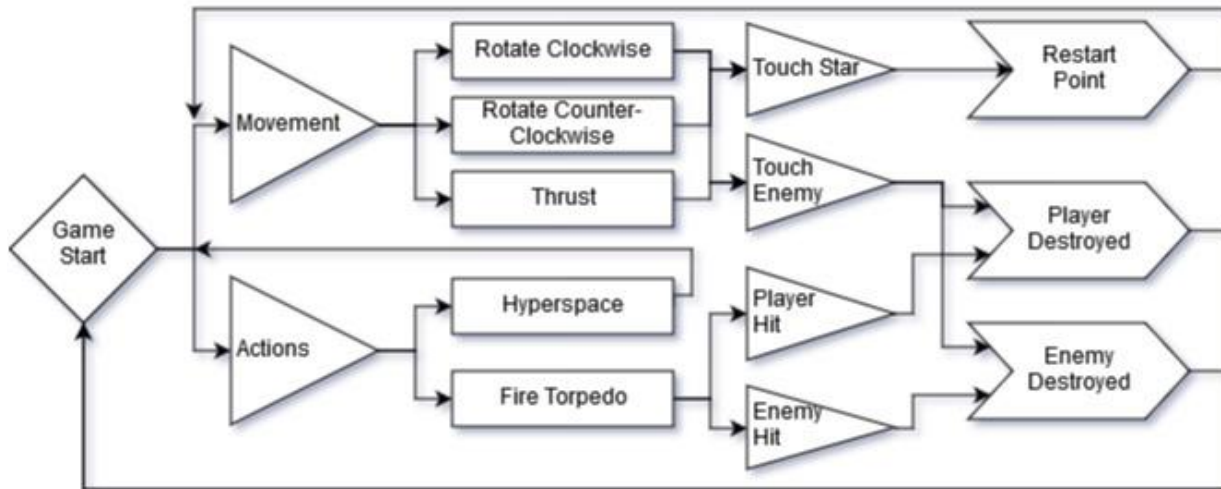 Rotate Clockwise
Touch Star
Restart
Point
Movement
Rotate Counter-
Clockwise
Touch
Enemy
Thrust
Game
Start
Player
Destroyed
Hyperspace
Player
Hit
Actions
Enemy
Destroyed
Fire Torpedo
Enemy
Hit